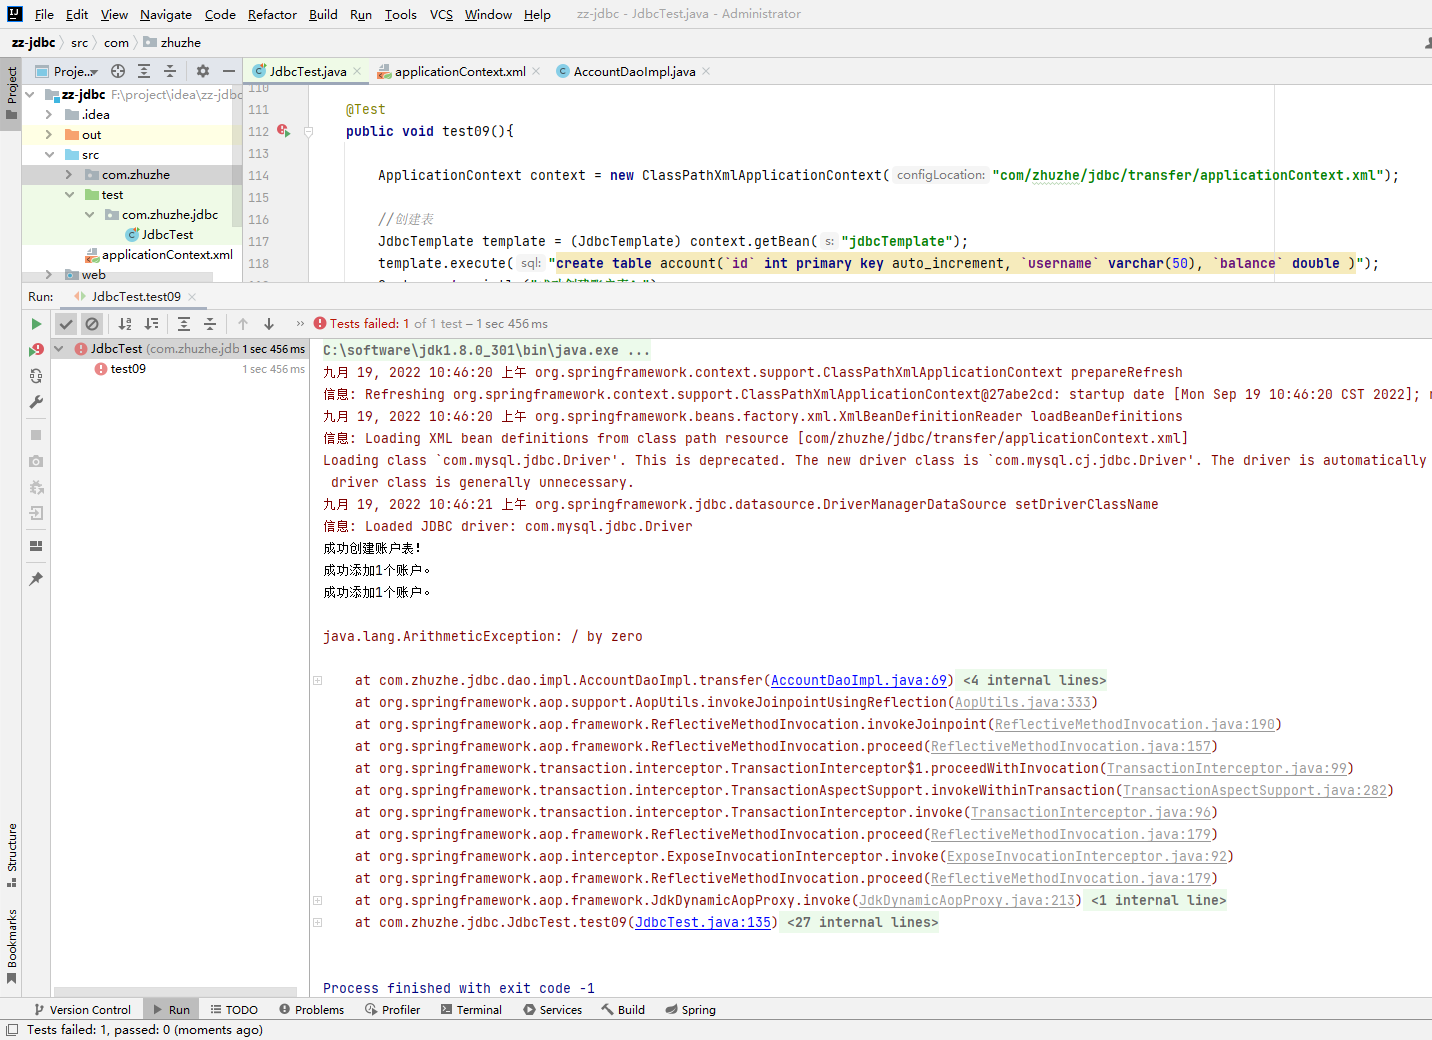 File Edit View Navigate Code Refactor Build Run Tools VCS Window Help zz-jdbc - JdbcTest.java - Administrator
zz-jdbc src com zhuzhe
Project
Proje... JdbcTest.java applicationContext.xml AccountDaoImpl.java
zz-jdbc F:\project\idea\zz-jdbc
.idea
out
src
com.zhuzhe
test
com.zhuzhe.jdbc
JdbcTest
applicationContext.xml
web
110
111 @Test
112 public void test09(){
113
114 ApplicationContext context = new ClassPathXmlApplicationContext( configLocation: "com/zhuzhe/jdbc/transfer/applicationContext.xml");
115
116 //创建表
117 JdbcTemplate template = (JdbcTemplate) context.getBean( s: "jdbcTemplate");
118 template.execute( sql: "create table account(`id` int primary key auto_increment, `username` varchar(50), `balance` double )");
Run: JdbcTest.test09
Tests failed: 1 of 1 test – 1 sec 456 ms
JdbcTest (com.zhuzhe.jdb 1 sec 456 ms
test09 1 sec 456 ms
C:\software\jdk1.8.0_301\bin\java.exe ...
九月 19, 2022 10:46:20 上午 org.springframework.context.support.ClassPathXmlApplicationContext prepareRefresh
信息: Refreshing org.springframework.context.support.ClassPathXmlApplicationContext@27abe2cd: startup date [Mon Sep 19 10:46:20 CST 2022];
九月 19, 2022 10:46:20 上午 org.springframework.beans.factory.xml.XmlBeanDefinitionReader loadBeanDefinitions
信息: Loading XML bean definitions from class path resource [com/zhuzhe/jdbc/transfer/applicationContext.xml]
Loading class `com.mysql.jdbc.Driver'. This is deprecated. The new driver class is `com.mysql.cj.jdbc.Driver'. The driver is automatically
driver class is generally unnecessary.
九月 19, 2022 10:46:21 上午 org.springframework.jdbc.datasource.DriverManagerDataSource setDriverClassName
信息: Loaded JDBC driver: com.mysql.jdbc.Driver
成功创建账户表！
成功添加1个账户。
成功添加1个账户。
java.lang.ArithmeticException: / by zero
at com.zhuzhe.jdbc.dao.impl.AccountDaoImpl.transfer(AccountDaoImpl.java:69) <4 internal lines>
at org.springframework.aop.support.AopUtils.invokeJoinpointUsingReflection(AopUtils.java:333)
at org.springframework.aop.framework.ReflectiveMethodInvocation.invokeJoinpoint(ReflectiveMethodInvocation.java:190)
at org.springframework.aop.framework.ReflectiveMethodInvocation.proceed(ReflectiveMethodInvocation.java:157)
at org.springframework.transaction.interceptor.TransactionInterceptor$1.proceedWithInvocation(TransactionInterceptor.java:99)
at org.springframework.transaction.interceptor.TransactionAspectSupport.invokeWithinTransaction(TransactionAspectSupport.java:282)
at org.springframework.transaction.interceptor.TransactionInterceptor.invoke(TransactionInterceptor.java:96)
at org.springframework.aop.framework.ReflectiveMethodInvocation.proceed(ReflectiveMethodInvocation.java:179)
at org.springframework.aop.interceptor.ExposeInvocationInterceptor.invoke(ExposeInvocationInterceptor.java:92)
at org.springframework.aop.framework.ReflectiveMethodInvocation.proceed(ReflectiveMethodInvocation.java:179)
at org.springframework.aop.framework.JdkDynamicAopProxy.invoke(JdkDynamicAopProxy.java:213) <1 internal line>
at com.zhuzhe.jdbc.JdbcTest.test09(JdbcTest.java:135) <27 internal lines>
Process finished with exit code -1
Structure
Bookmarks
Version Control Run TODO Problems Profiler Terminal Services Build Spring
Tests failed: 1, passed: 0 (moments ago)